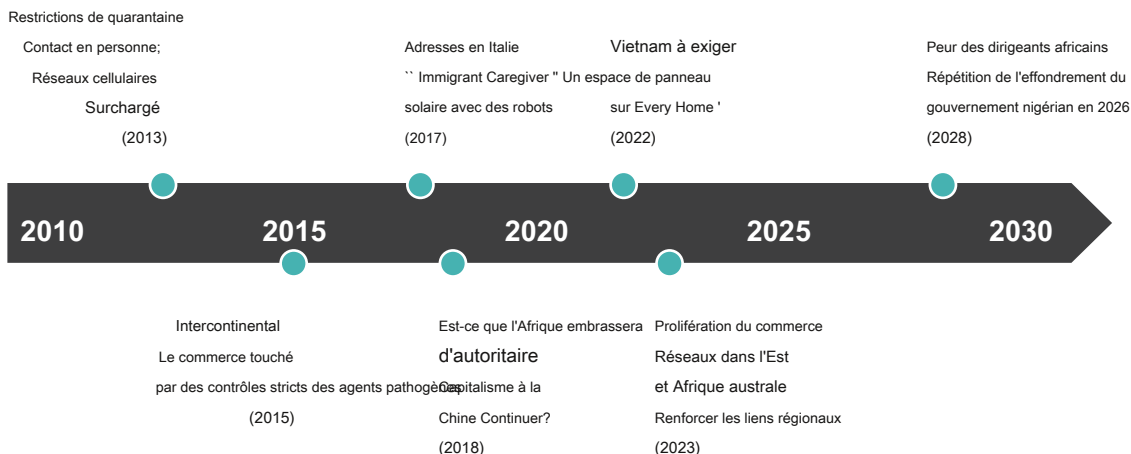 Restrictions de quarantaine
Contact en personne;
Réseaux cellulaires
Surchargé
(2013)
Adresses en Italie
`` Immigrant Caregiver " Un espace de panneau
solaire avec des robots
(2017)
Vietnam à exiger
sur Every Home '
(2022)
Peur des dirigeants africains
Répétition de l'effondrement du
gouvernement nigérian en 2026
(2028)
2010 2015 2020 2025 2030
Intercontinental
Le commerce touché
par des contrôles stricts des agents pathogènes
(2015)
Est-ce que l'Afrique embrassera
d'autoritaire
Capitalisme à la
Chine Continuer?
(2018)
Prolifération du commerce
Réseaux dans l'Est
et Afrique australe
Renforcer les liens régionaux
(2023)